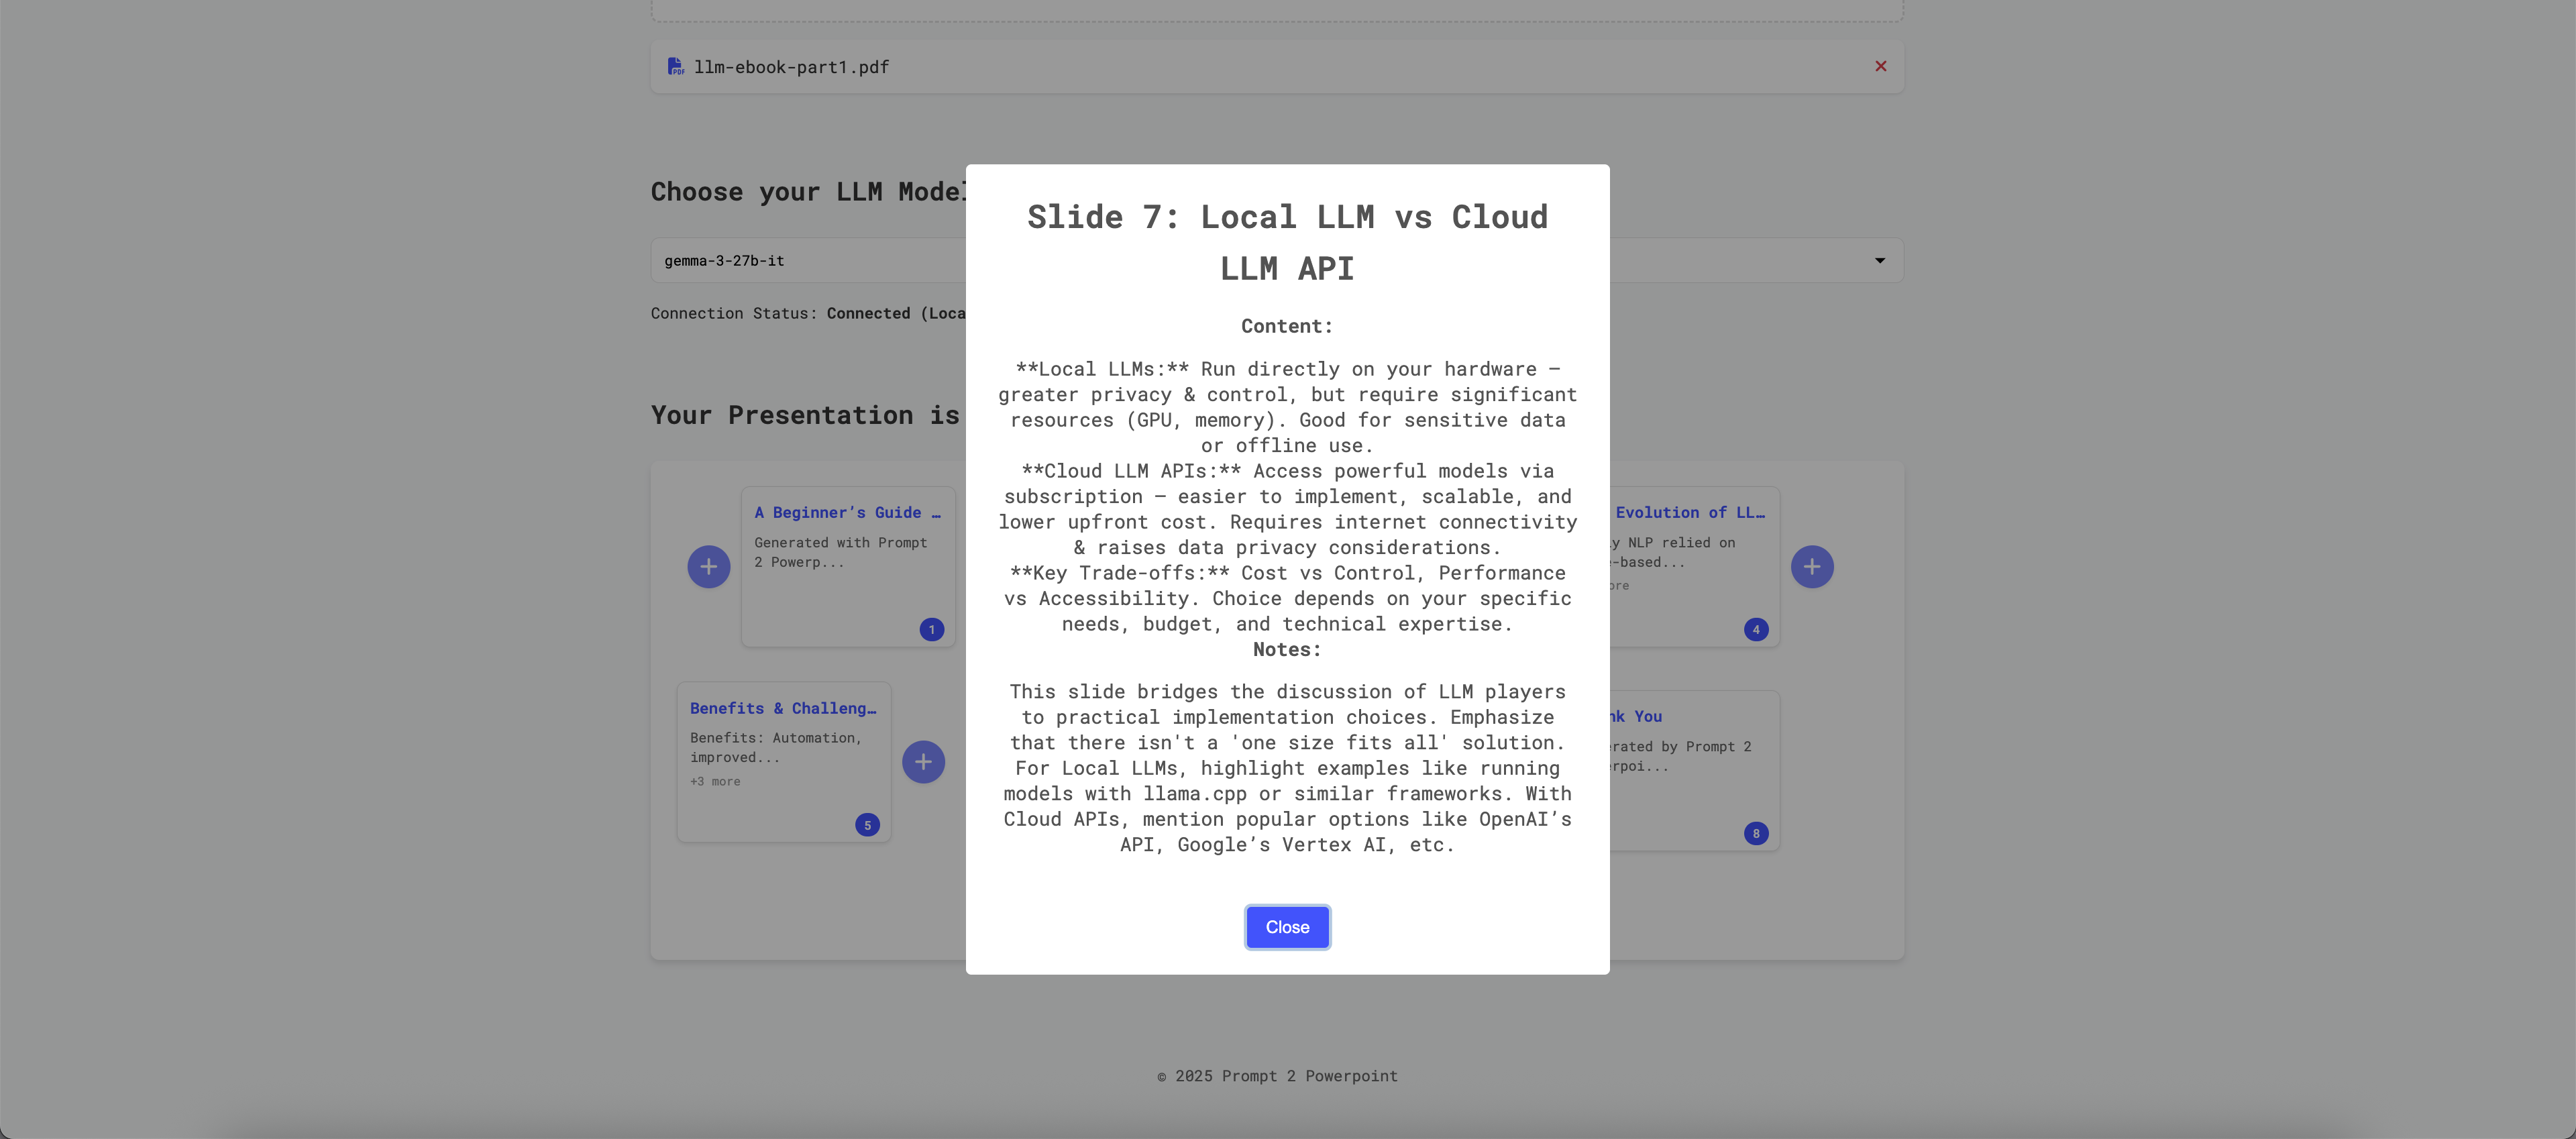 llm-ebook-part1.pdf
Choose your LLM Model
gemma-3-27b-it
Connection Status: Connected (Loca
Your Presentation is
A Beginner’s Guide …
Generated with Prompt
2 Powerp...
1
Evolution of LL…
y NLP relied on
-based...
ore
4
Benefits & Challeng…
Benefits: Automation,
improved...
+3 more
5
nk You
erated by Prompt 2
erpoi...
8
Slide 7: Local LLM vs Cloud
LLM API
Content:
**Local LLMs:** Run directly on your hardware –
greater privacy & control, but require significant
resources (GPU, memory). Good for sensitive data
or offline use.
**Cloud LLM APIs:** Access powerful models via
subscription – easier to implement, scalable, and
lower upfront cost. Requires internet connectivity
& raises data privacy considerations.
**Key Trade-offs:** Cost vs Control, Performance
vs Accessibility. Choice depends on your specific
needs, budget, and technical expertise.
Notes:
This slide bridges the discussion of LLM players
to practical implementation choices. Emphasize
that there isn't a 'one size fits all' solution.
For Local LLMs, highlight examples like running
models with llama.cpp or similar frameworks. With
Cloud APIs, mention popular options like OpenAI’s
API, Google’s Vertex AI, etc.
Close
© 2025 Prompt 2 Powerpoint